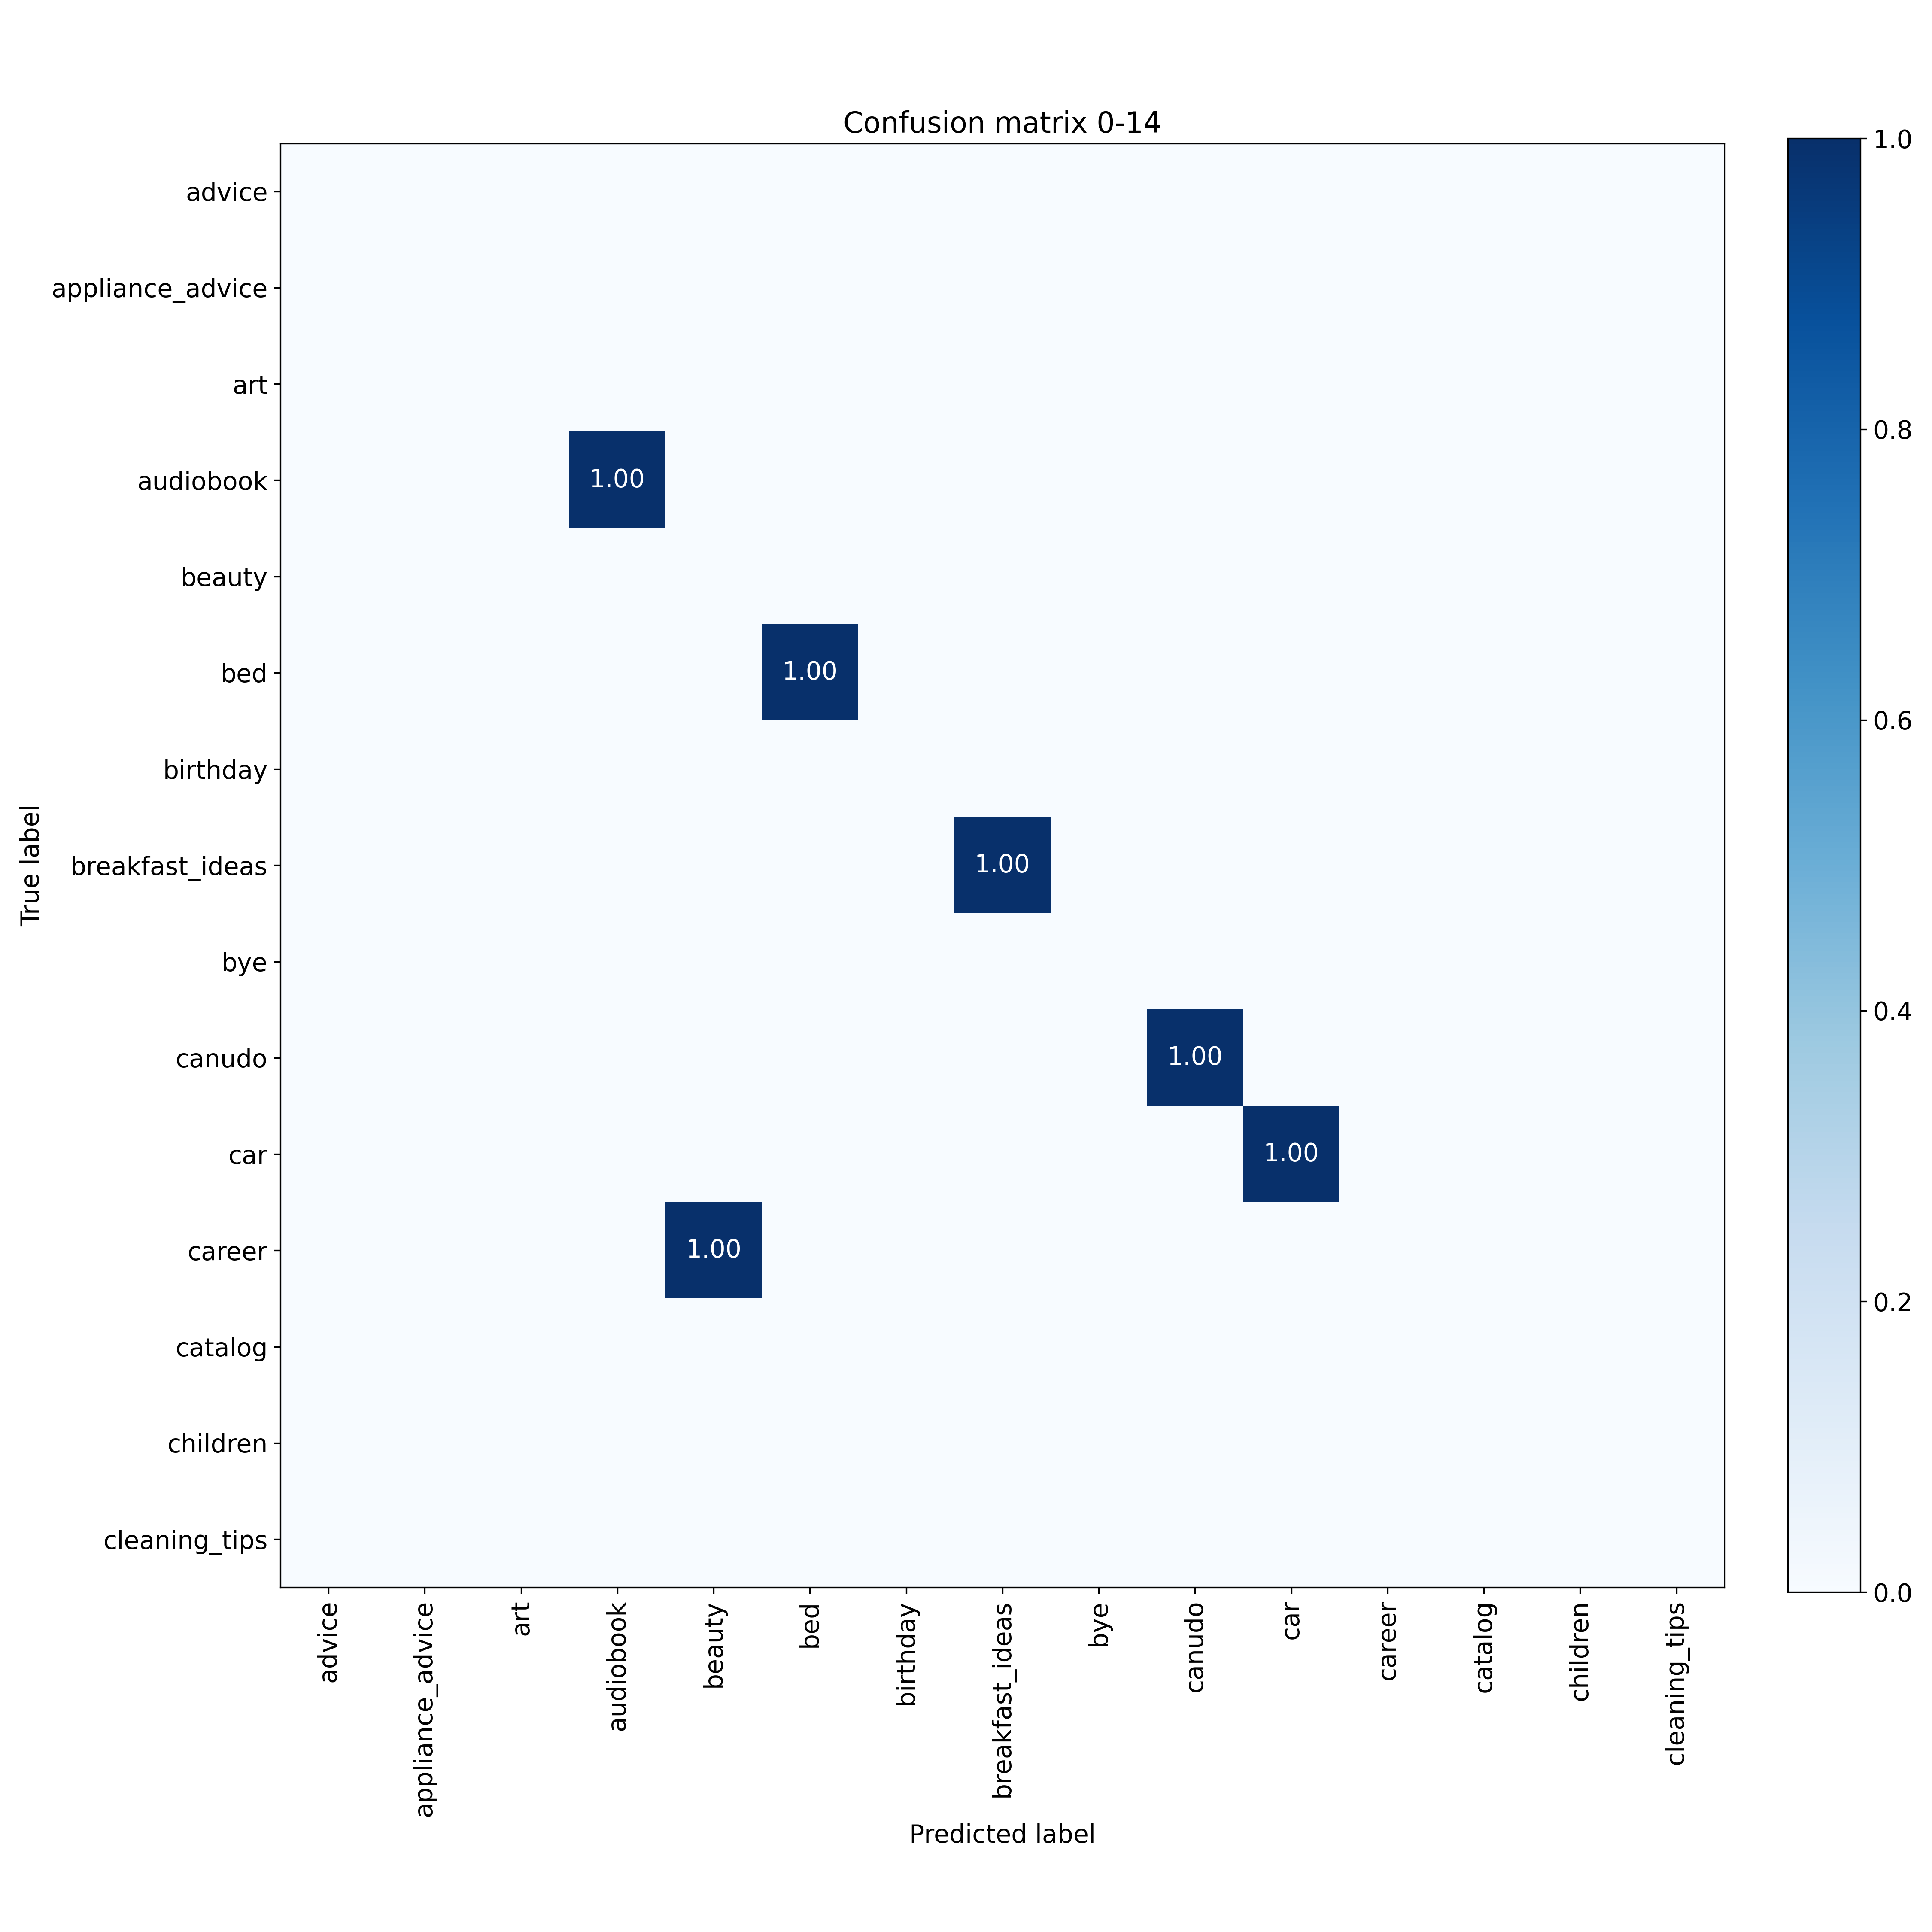 Confusion matrix 0-14
True label
advice
appliance_advice
art
audiobook
beauty
bed
birthday
breakfast_ideas
bye
canudo
car
career
catalog
children
cleaning_tips
1.00
1.00
1.00
1.00
1.00
1.00
advice
appliance_advice
art
audiobook
beauty
bed
birthday
breakfast_ideas
bye
canudo
car
career
catalog
children
cleaning_tips
Predicted label
1.0
0.8
0.6
0.4
0.2
0.0